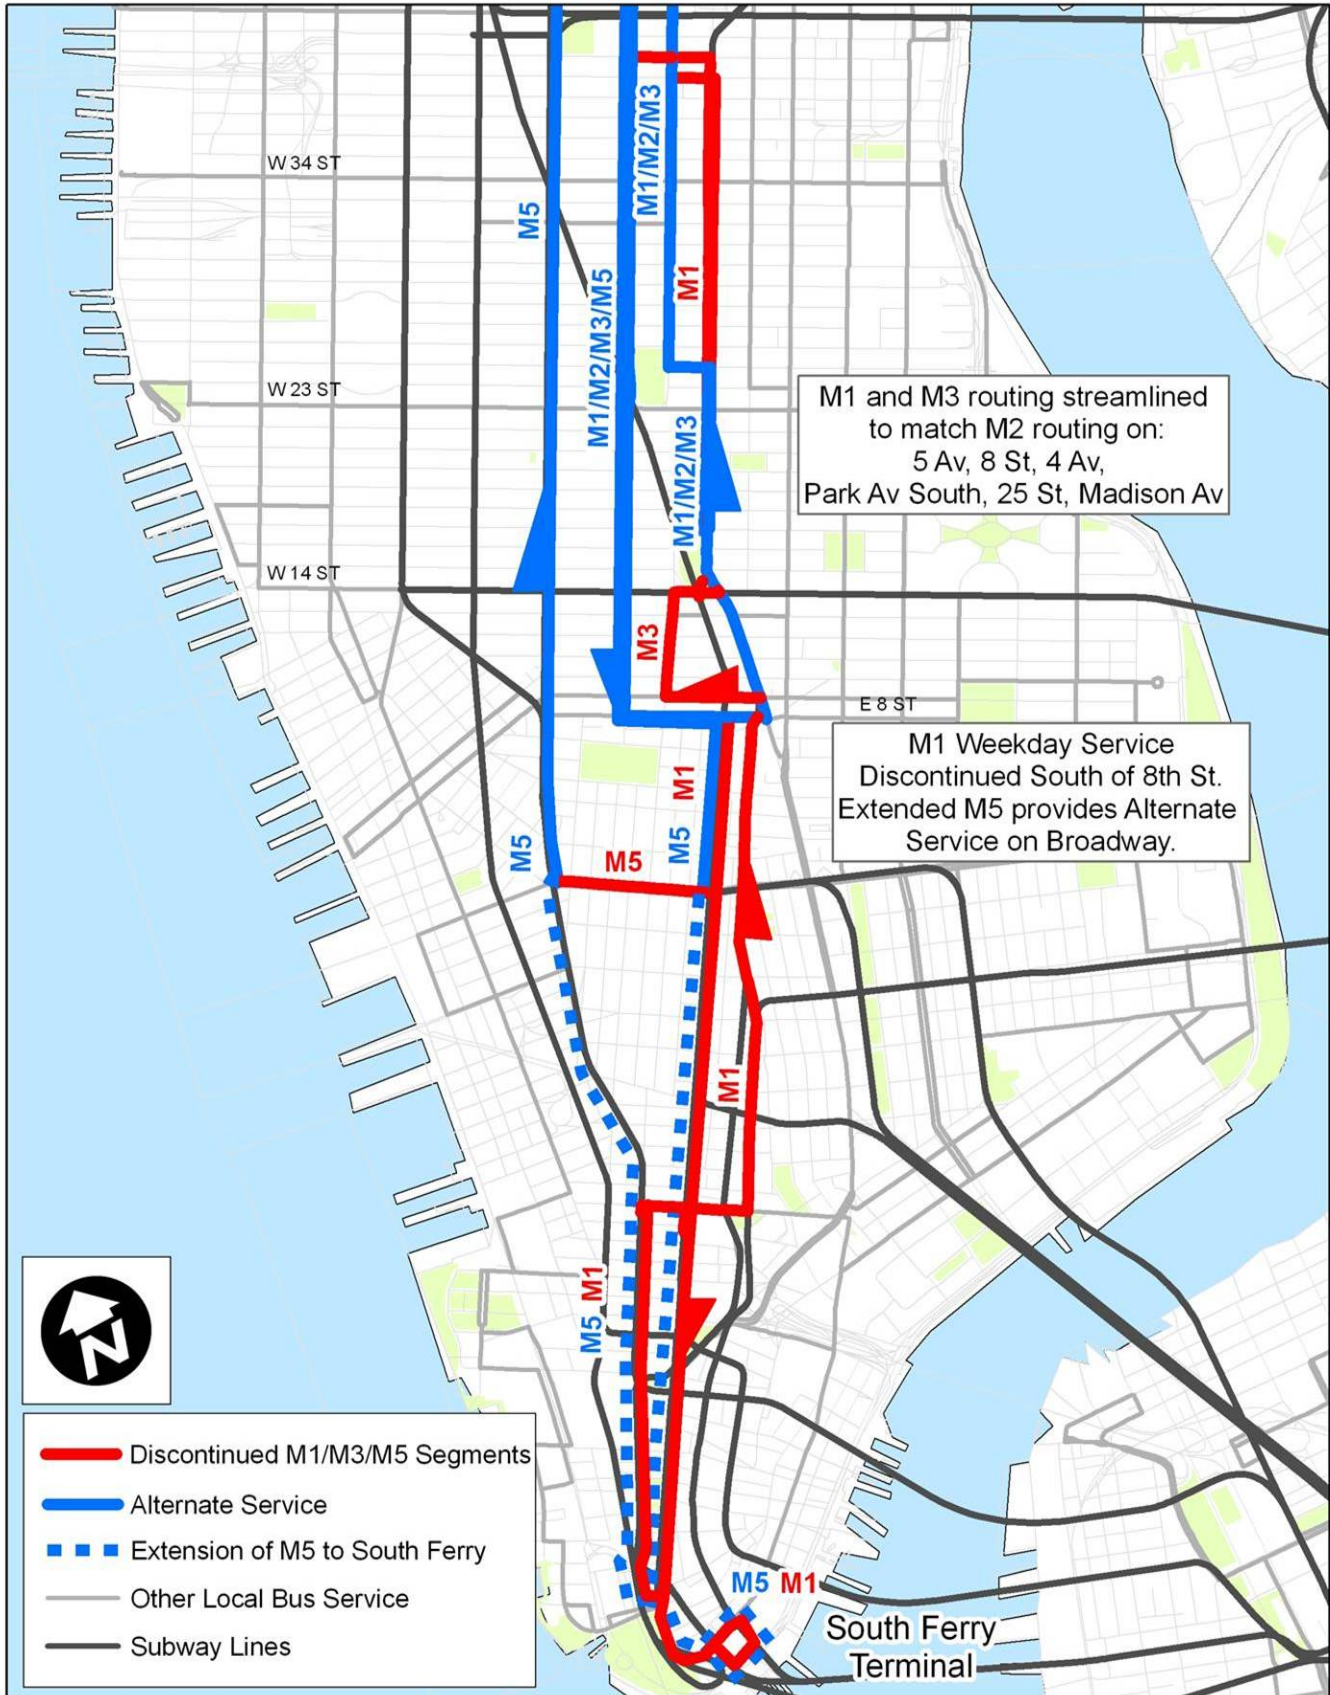 W 34 ST
M5
M1/M2/M3
M1
M1/M2/M3/M5
W 23 ST
M1 and M3 routing streamlined
to match M2 routing on:
5 Av, 8 St, 4 Av,
Park Av South, 25 St, Madison Av
M1/M2/M3
W 14 ST
M3
E 8 ST
M1 Weekday Service
Discontinued South of 8th St.
Extended M5 provides Alternate
Service on Broadway.
M1
M5
M5
M5
M1
M1
M5
N
Discontinued M1/M3/M5 Segments
Alternate Service
Extension of M5 to South Ferry
Other Local Bus Service
Subway Lines
M5 M1
South Ferry
Terminal